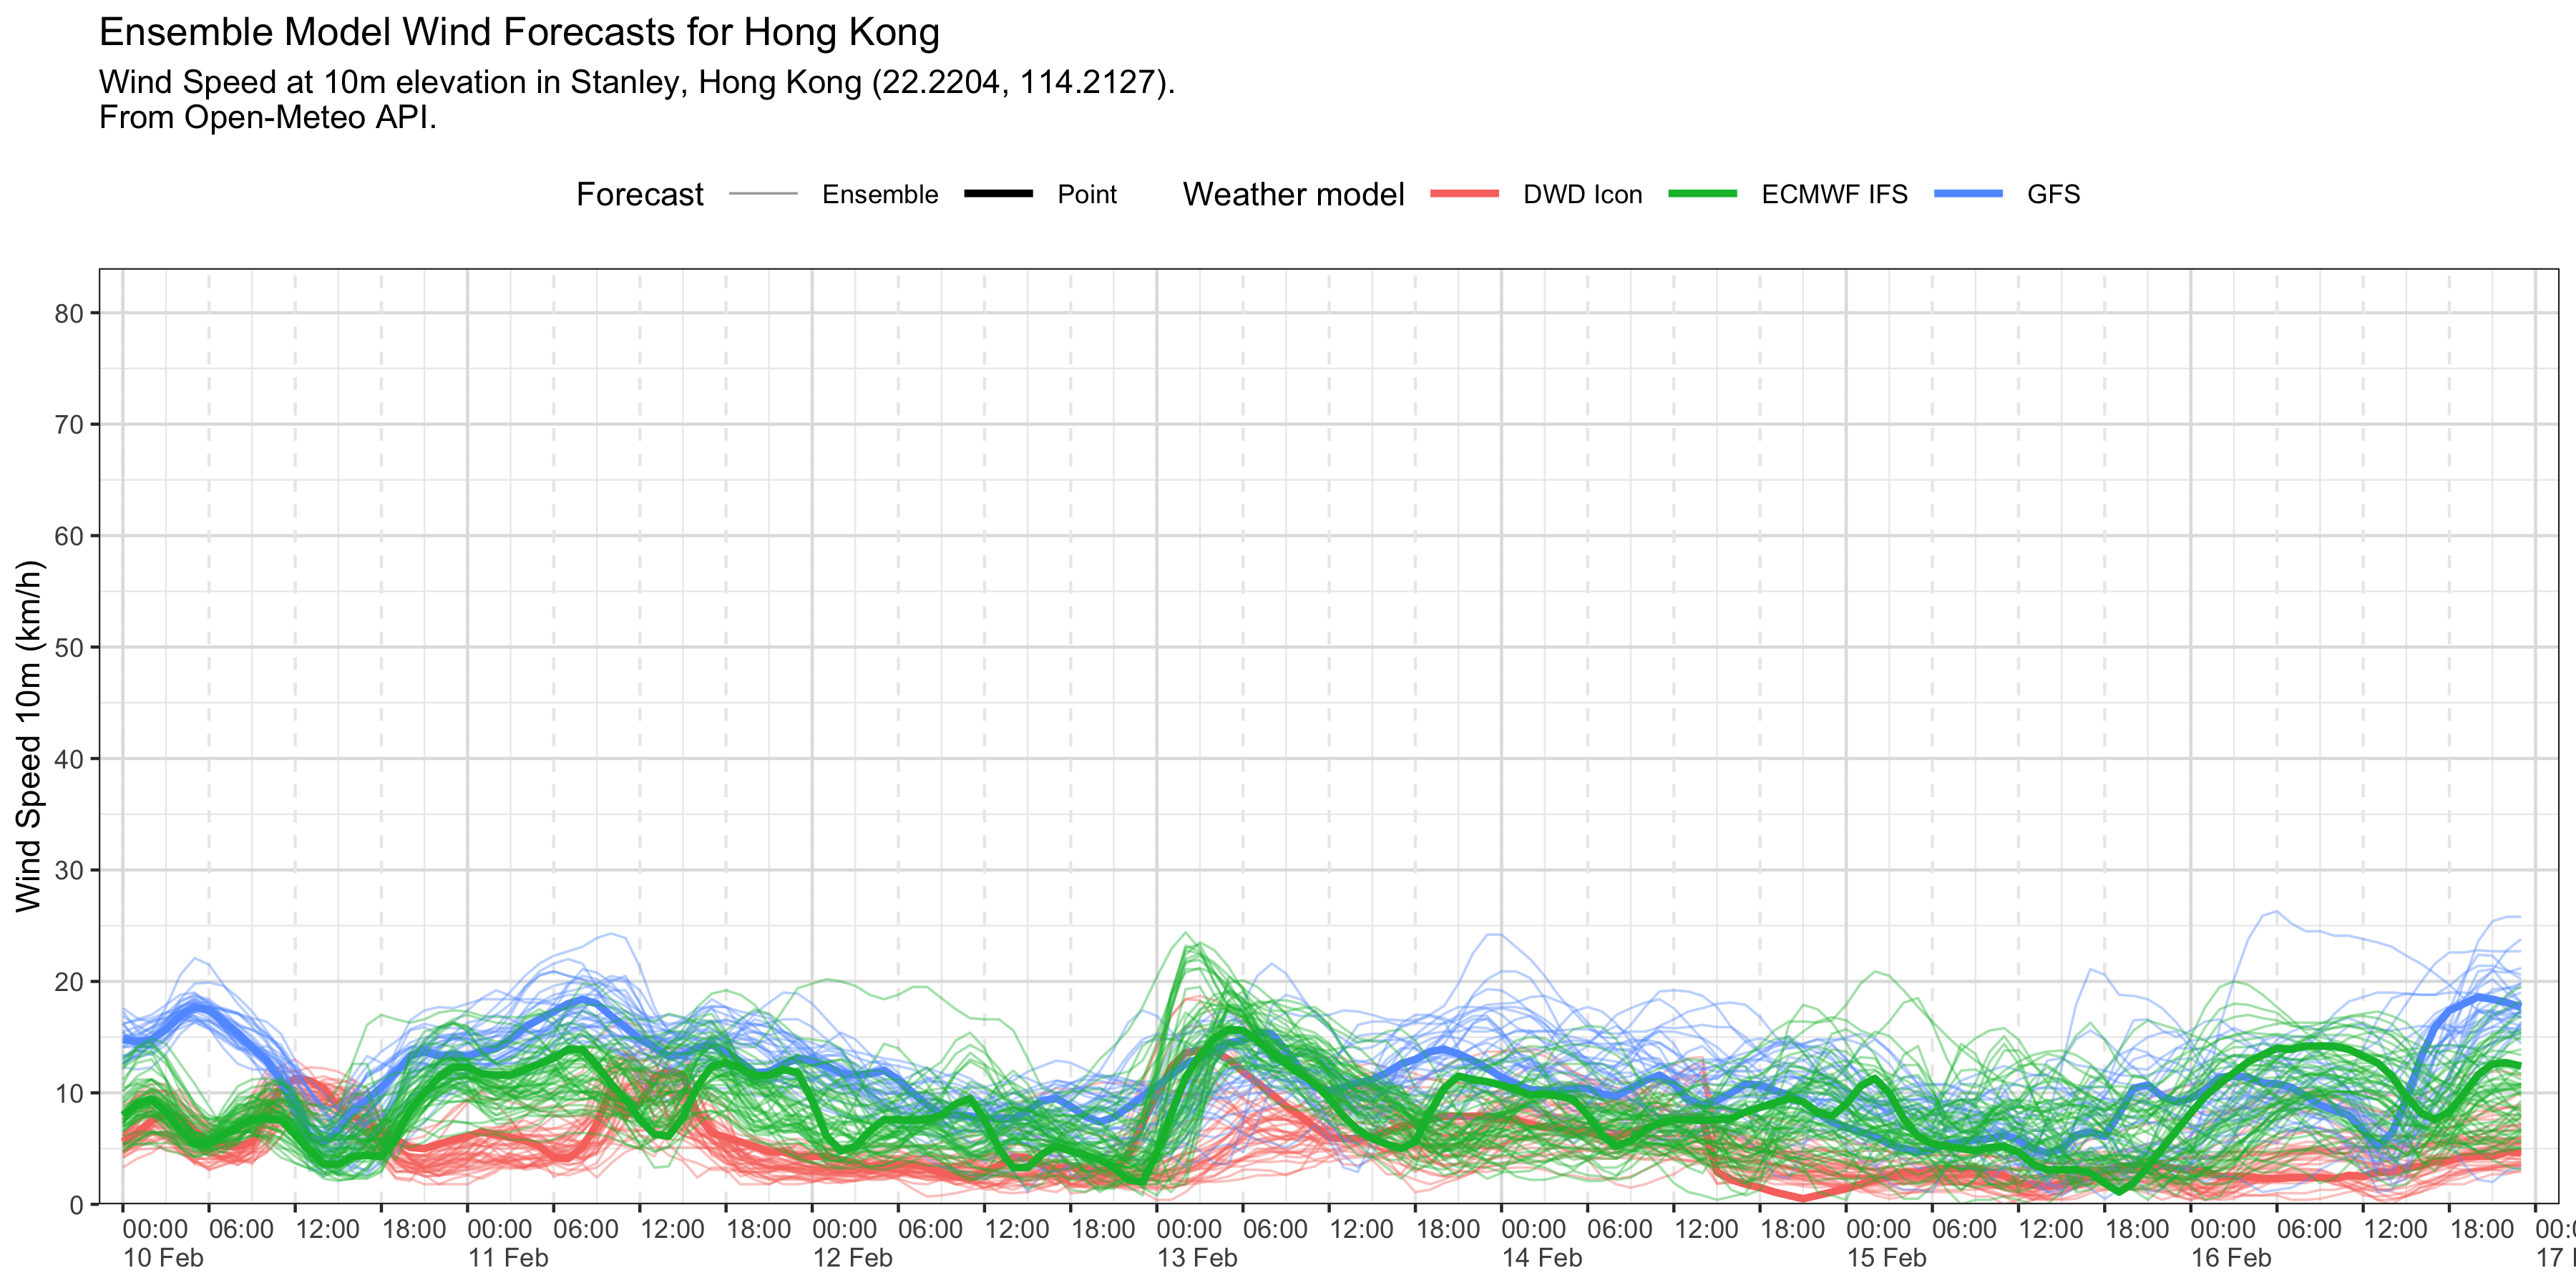 Ensemble Model Wind Forecasts for Hong Kong
Wind Speed at 10m elevation in Stanley, Hong Kong (22.2204, 114.2127).
From Open-Meteo API.
Forecast Ensemble Point Weather model DWD Icon ECMWF IFS GFS
Wind Speed 10m (km/h)
80
70
60
50
40
30
20
10
0
00:00 06:00 12:00 18:00 00:00 06:00 12:00 18:00 00:00 06:00 12:00 18:00 00:00 06:00 12:00 18:00 00:00 06:00 12:00 18:00 00:00 06:00 12:00 18:00 00:00 06:00 12:00 18:00
10 Feb 11 Feb 12 Feb 13 Feb 14 Feb 15 Feb 16 Feb 17